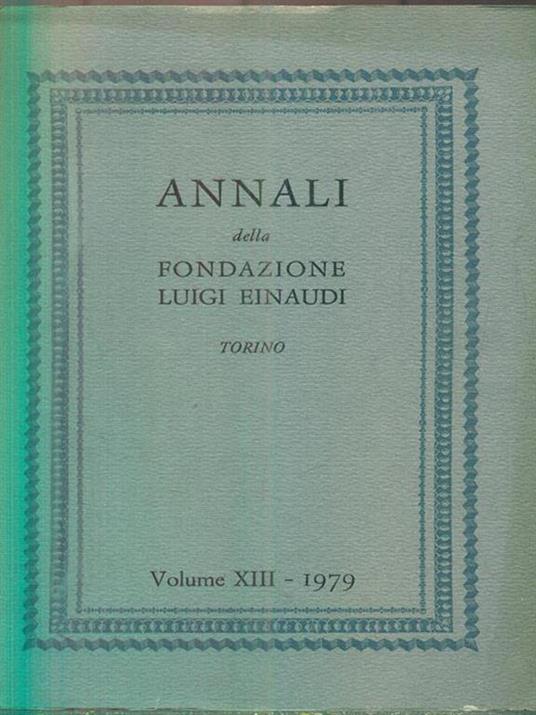 ANNALI
della
FONDAZIONE
LUIGI EINAUDI
TORINO
Volume XIII - 1979